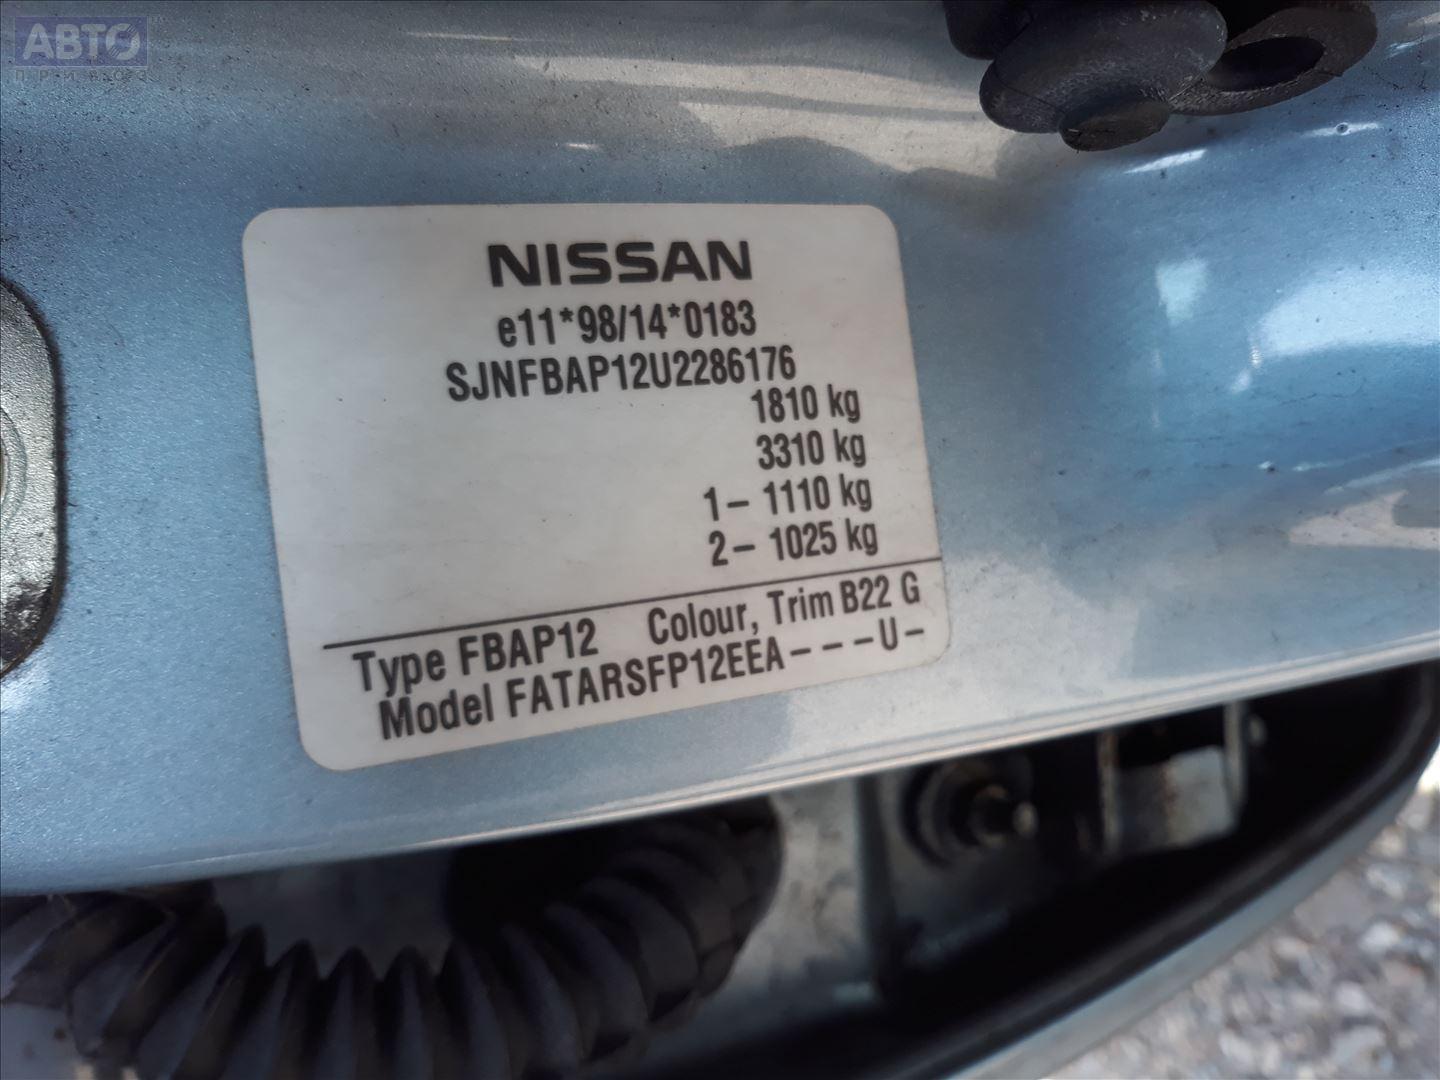 АВТО
ПРИВОЗ
NISSAN
e11*98/14*0183
SJNFBAP12U2286176
1810 kg
3310 kg
1– 1110 kg
2– 1025 kg
Type FBAP12 Colour, Trim B22 G
Model FATARSFP12EEA– – – –U–